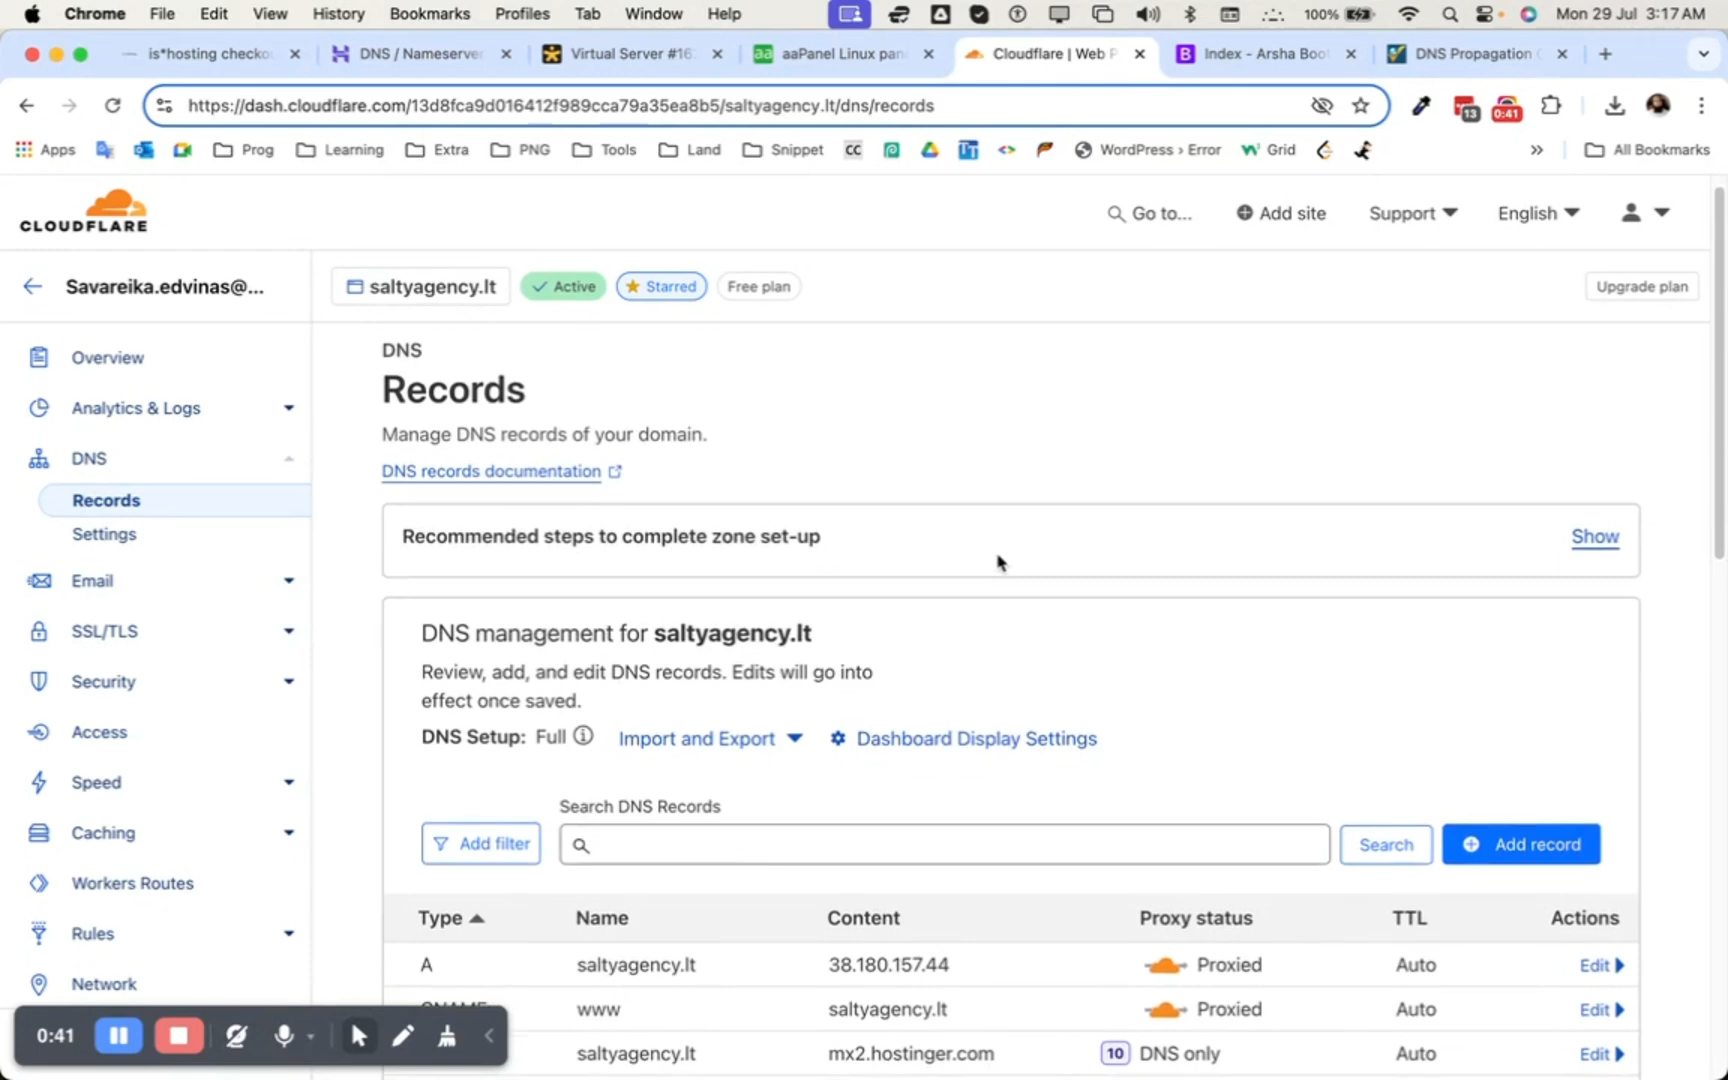 Chrome File Edit View History Bookmarks Profiles Tab Window Help 100% Mon 29 Jul 3:17 AM
is*hosting checko DNS / Nameserver Virtual Server #16 aaPanel Linux pan Cloudflare | Web P Index - Arsha Boo DNS Propagation
https://dash.cloudflare.com/13d8fca9d016412f989cca79a35ea8b5/saltyagency.lt/dns/records 13 0:41
Apps Prog Learning Extra PNG Tools Land Snippet CC TT WordPress > Error Grid » All Bookmarks
CLOUDFLARE
Go to... Add site Support English
Savareika.edvinas@...
saltyagency.lt Active Starred Free plan Upgrade plan
Overview
Analytics & Logs
DNS
Records
Settings
Email
SSL/TLS
Security
Access
Speed
Caching
Workers Routes
Rules
Network
DNS
Records
Manage DNS records of your domain.
DNS records documentation
Recommended steps to complete zone set-up Show
DNS management for saltyagency.lt
Review, add, and edit DNS records. Edits will go into
effect once saved.
DNS Setup: Full Import and Export Dashboard Display Settings
Search DNS Records
Add filter Search Add record
Type Name Content Proxy status TTL Actions
A saltyagency.lt 38.180.157.44 Proxied Auto Edit
CNAME www saltyagency.lt Proxied Auto Edit
saltyagency.lt mx2.hostinger.com 10 DNS only Auto Edit
0:41